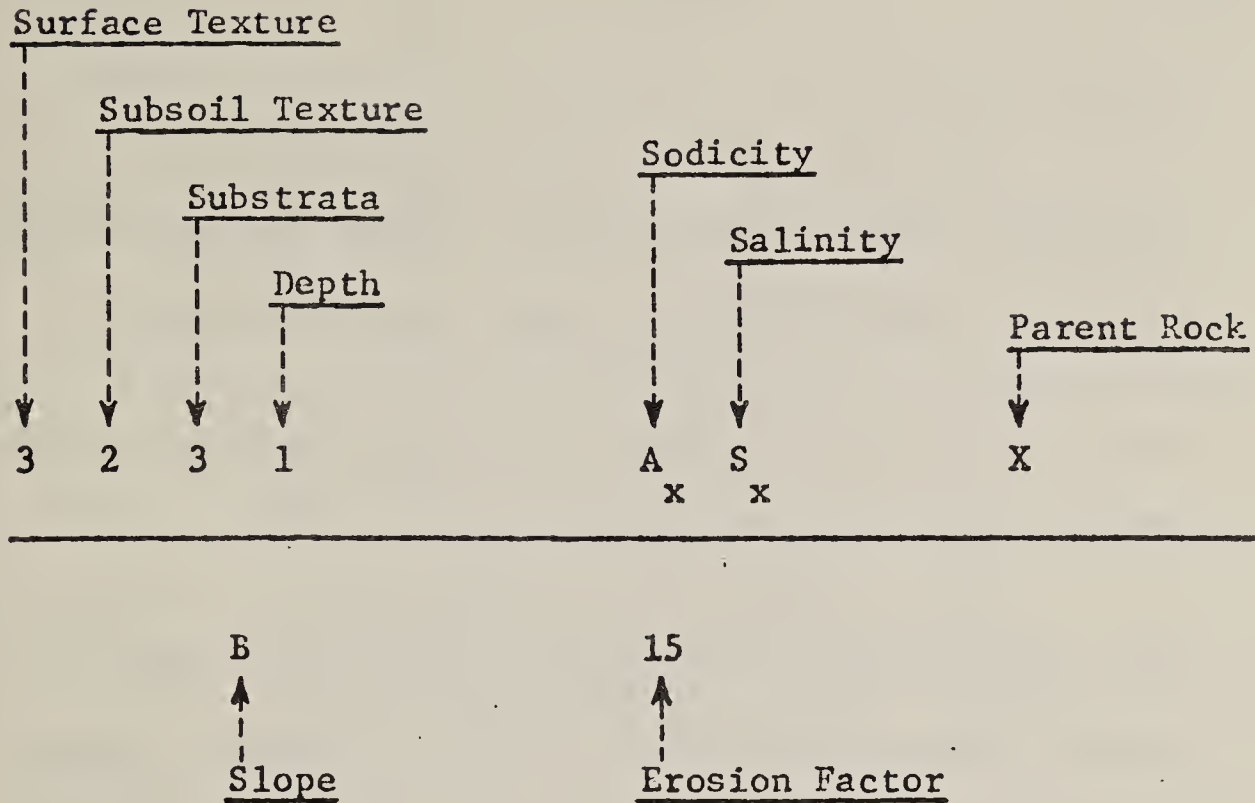 Surface Texture
Subsoil Texture
Sodicity
Substrata
Salinity
Depth
Parent Rock
3 2 3 1 A x S x X
B 15
Slope Erosion Factor